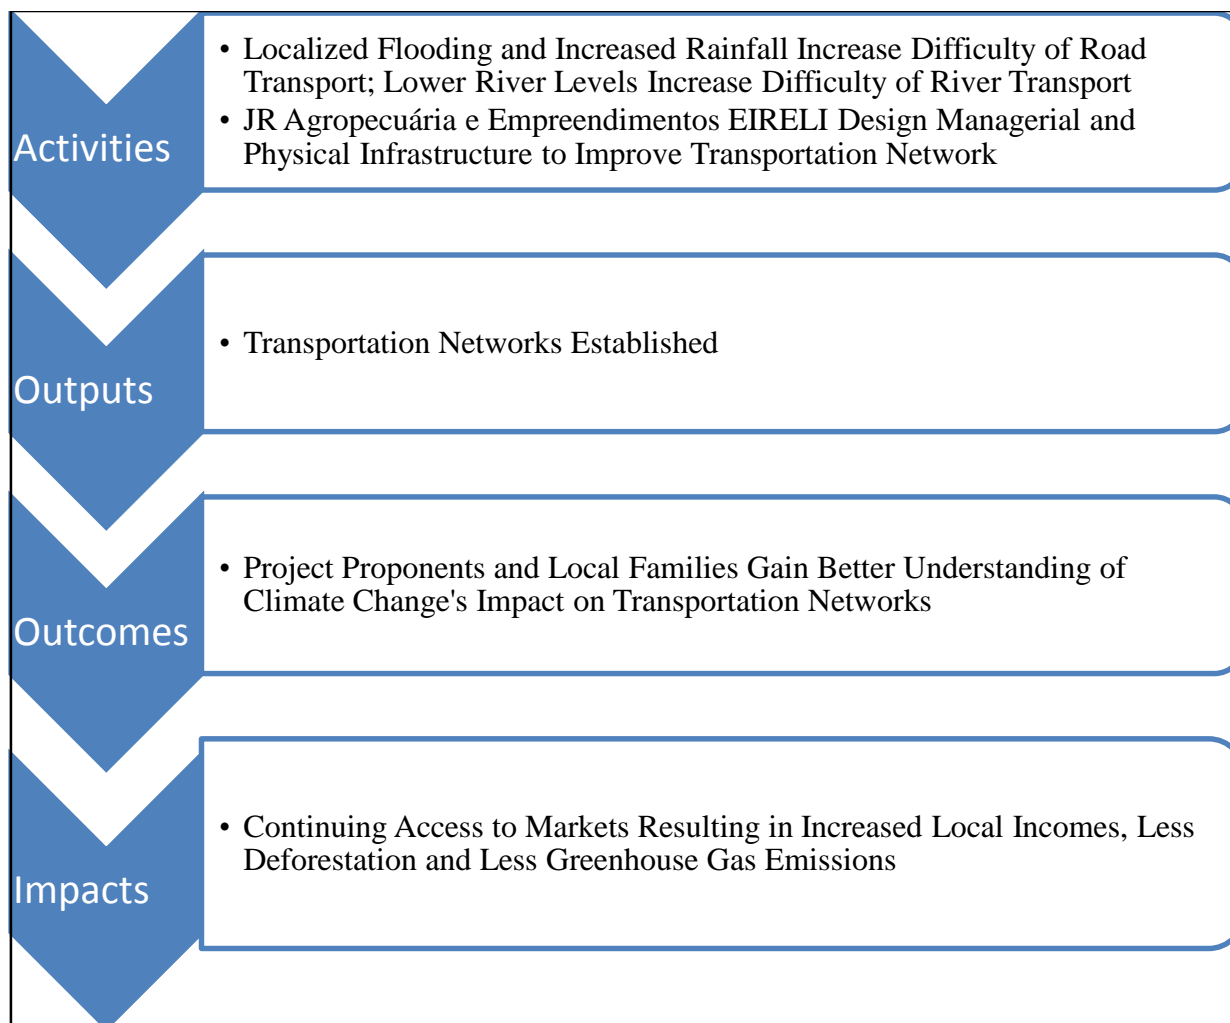 Activities
• Localized Flooding and Increased Rainfall Increase Difficulty of Road
Transport; Lower River Levels Increase Difficulty of River Transport
• JR Agropecuária e Empreendimentos EIRELI Design Managerial and
Physical Infrastructure to Improve Transportation Network
Outputs
• Transportation Networks Established
Outcomes
• Project Proponents and Local Families Gain Better Understanding of
Climate Change's Impact on Transportation Networks
Impacts
• Continuing Access to Markets Resulting in Increased Local Incomes, Less
Deforestation and Less Greenhouse Gas Emissions